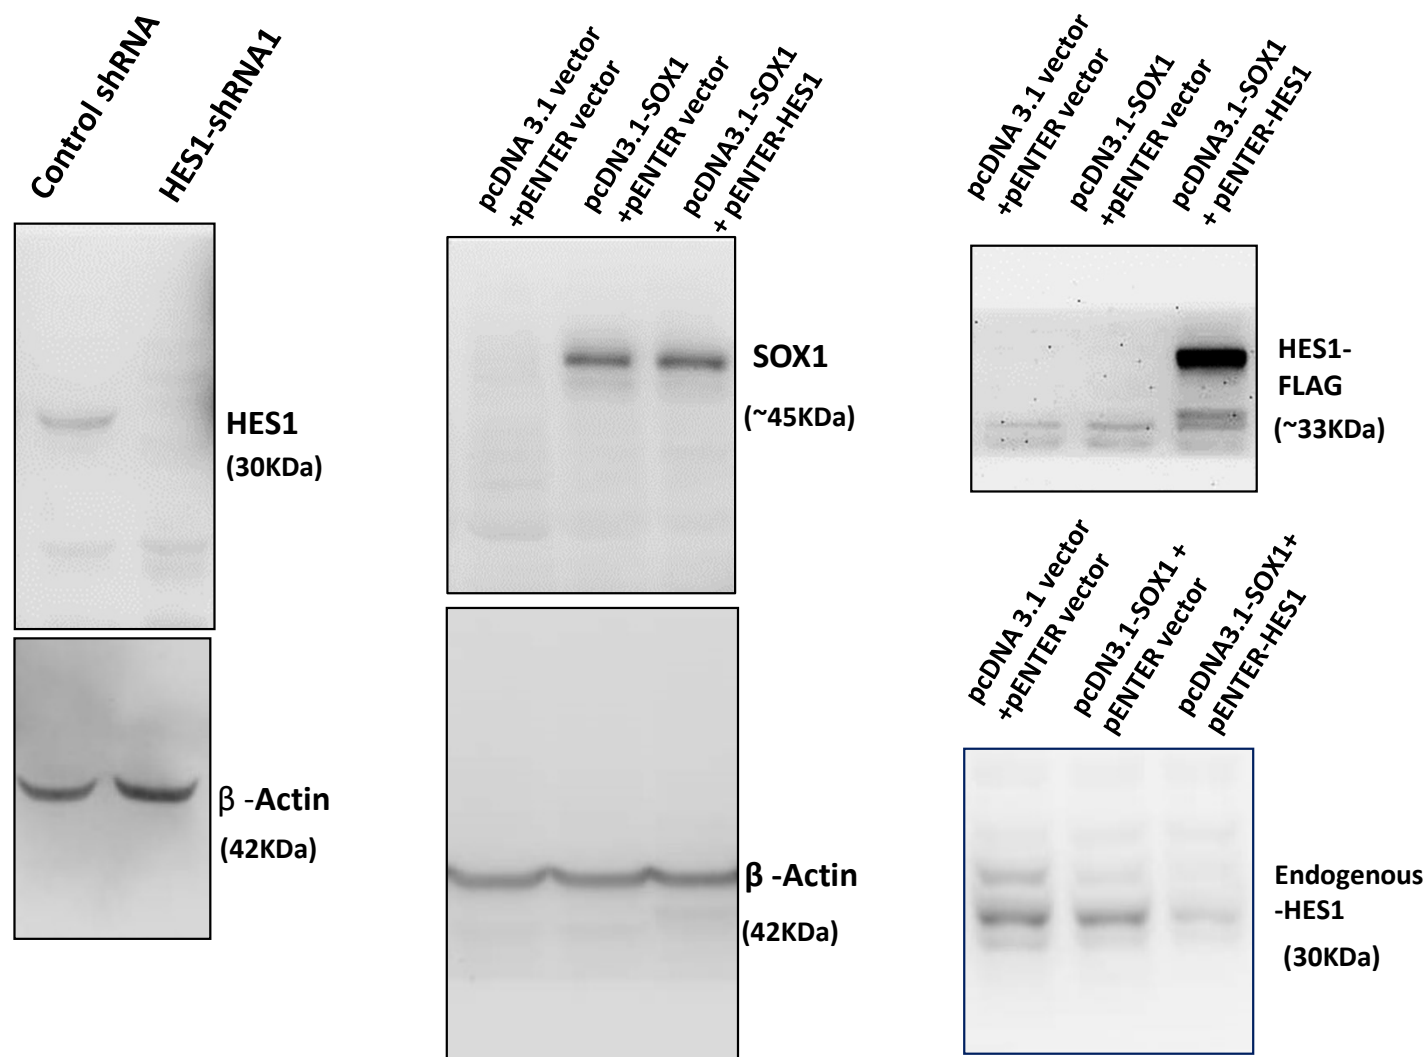 Control shRNA
HES1-shRNA1
HES1
(30KDa)
β -Actin
(42KDa)
pcDNA 3.1 vector
+pENTER vector
pcDN3.1-SOX1
+pENTER vector
pcDNA3.1-SOX1
+ pENTER-HES1
SOX1
(~45KDa)
β -Actin
(42KDa)
pcDNA 3.1 vector
+pENTER vector
pcDN3.1-SOX1
+pENTER vector
pcDNA3.1-SOX1
+ pENTER-HES1
HES1-
FLAG
(~33KDa)
pcDNA 3.1 vector
+pENTER vector
pcDN3.1-SOX1 +
pENTER vector
pcDNA3.1-SOX1+
pENTER-HES1
Endogenous
-HES1
(30KDa)